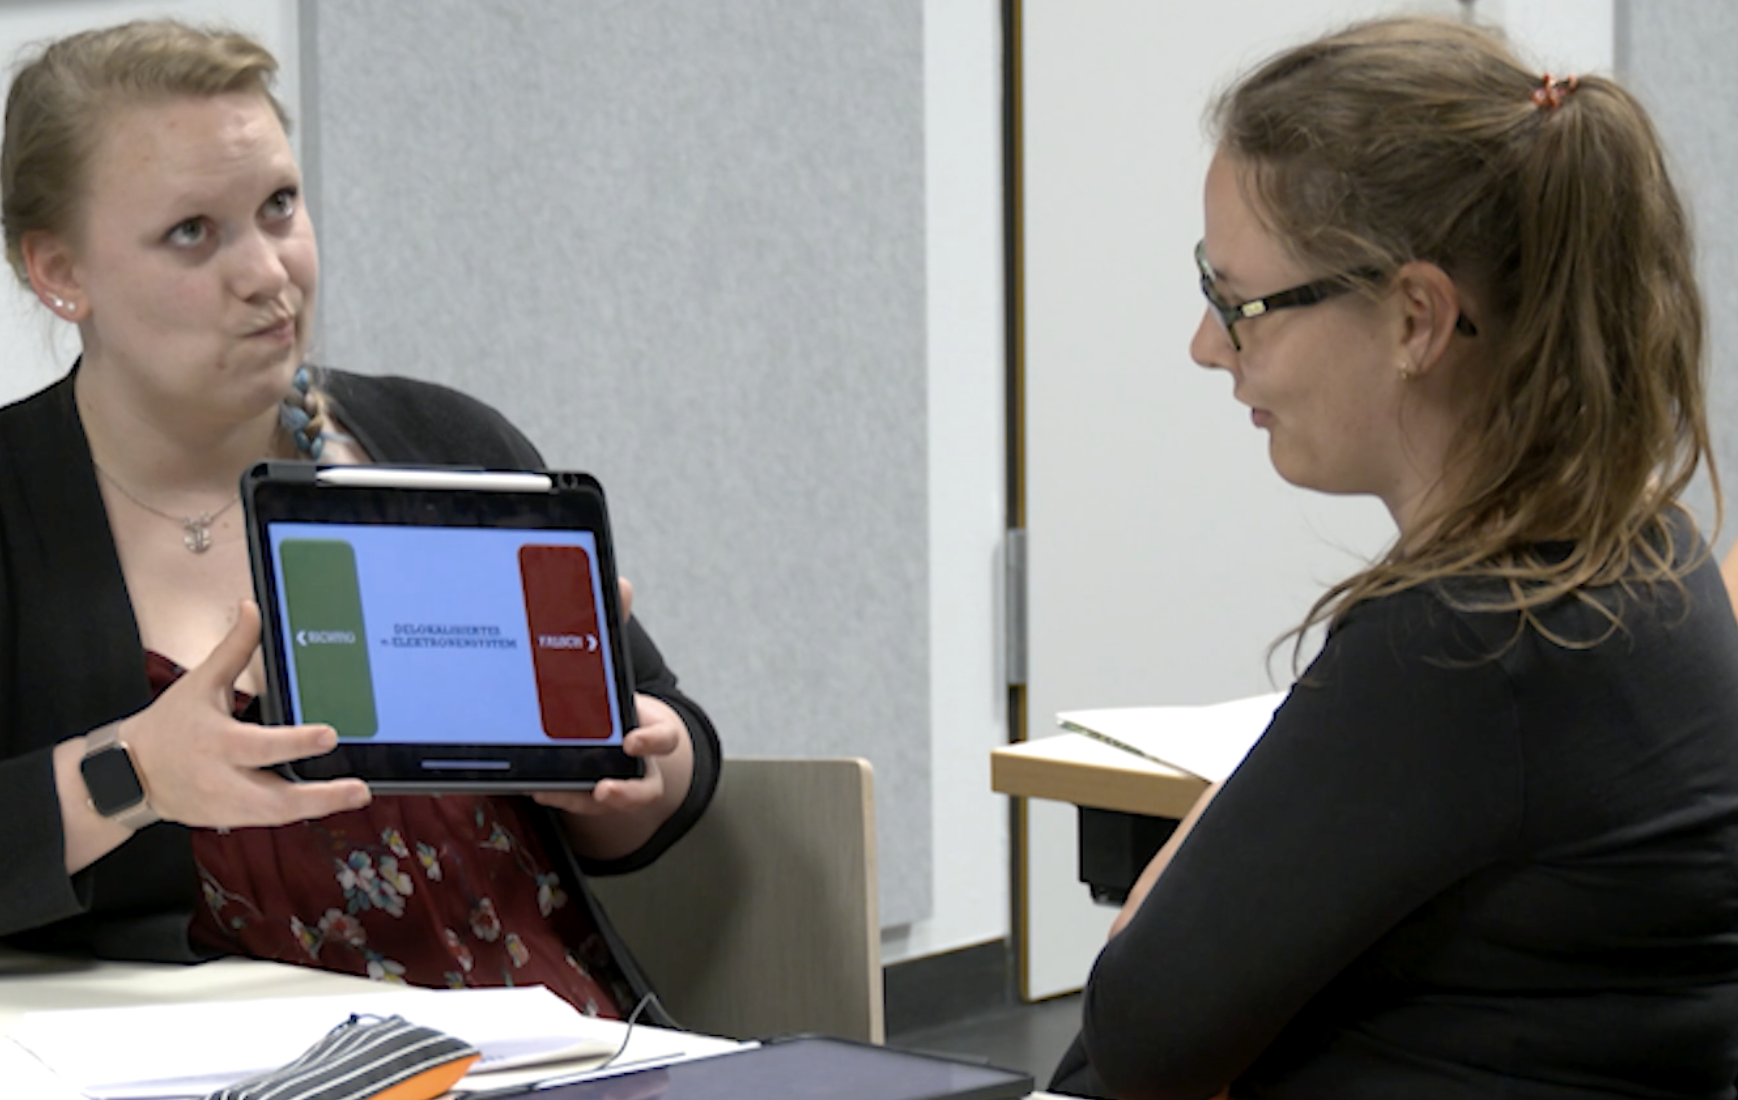 ‹ RICHTIG
DELOKALISIERTES
π-ELEKTRONENSYSTEM
FALSCH ›